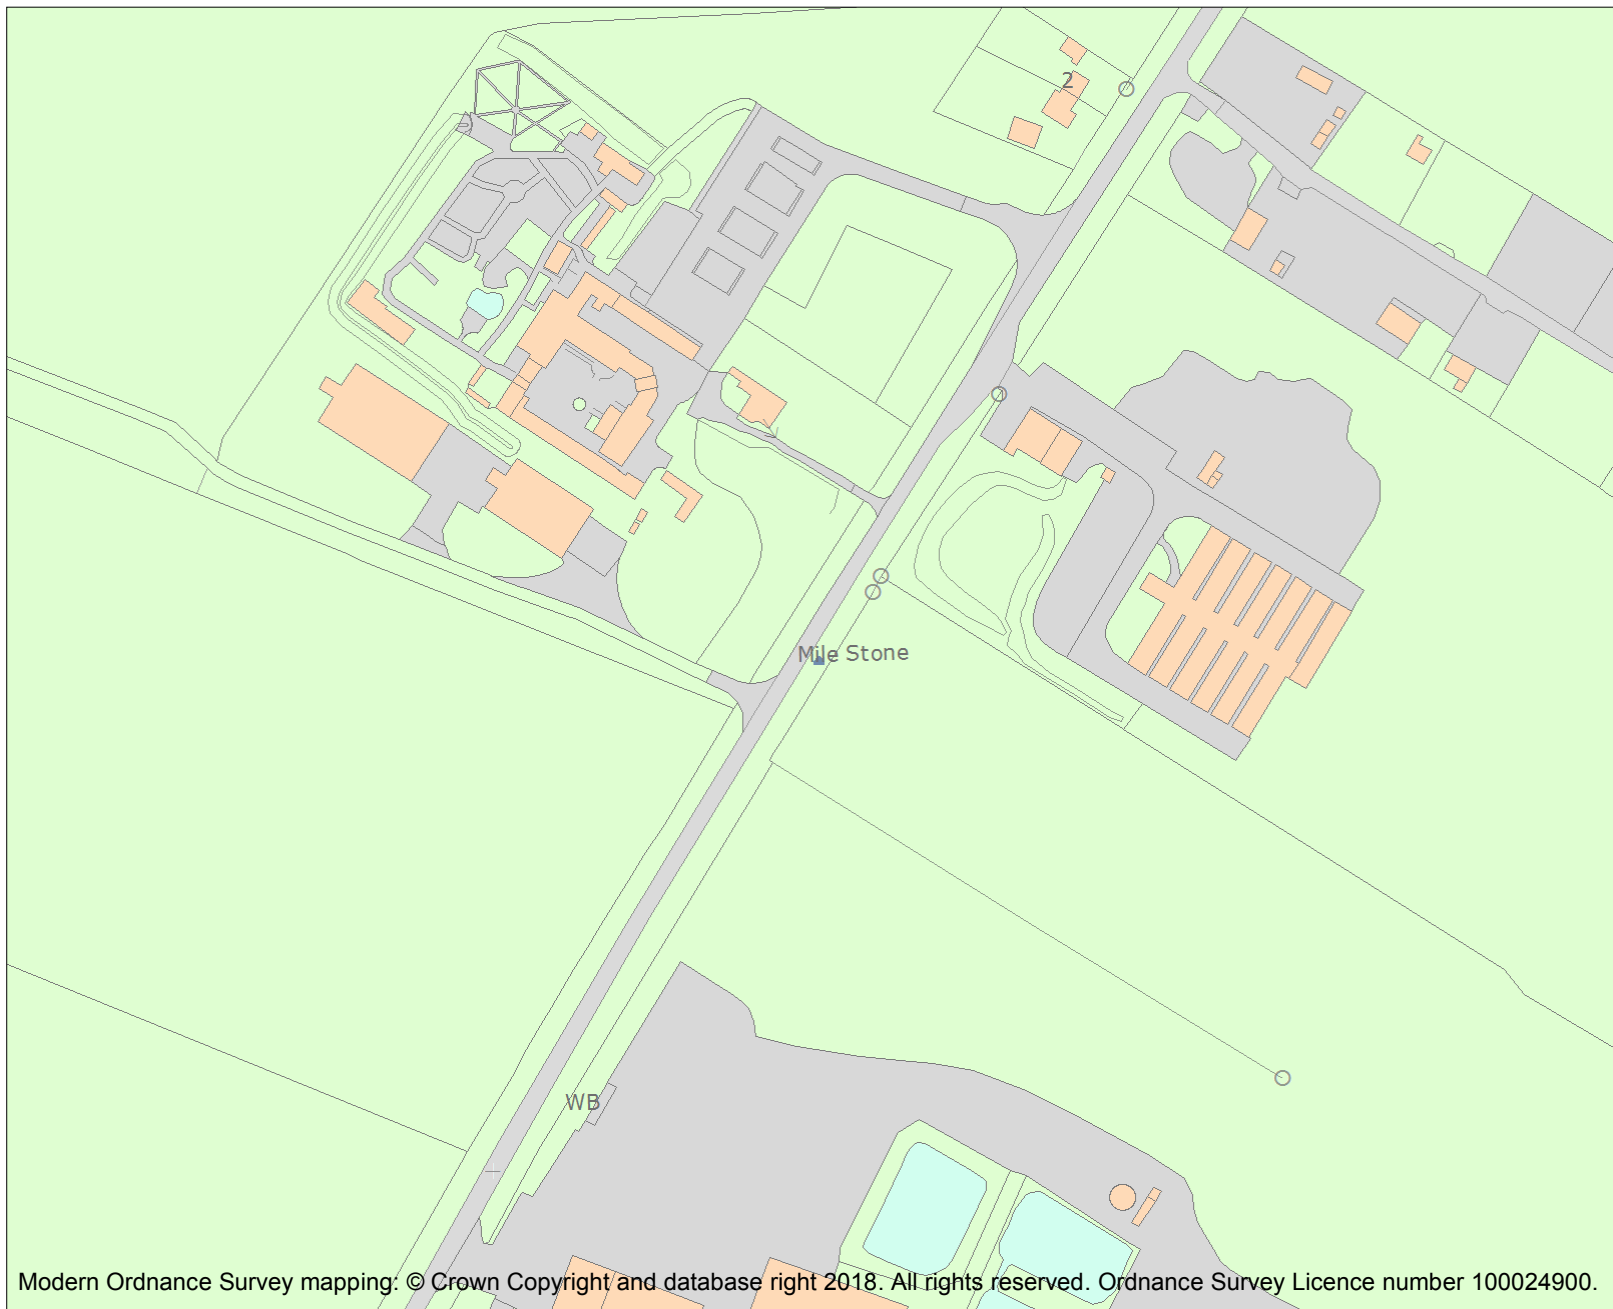 2
Mile Stone
WB
Modern Ordnance Survey mapping: © Crown Copyright and database right 2018. All rights reserved. Ordnance Survey Licence number 100024900.